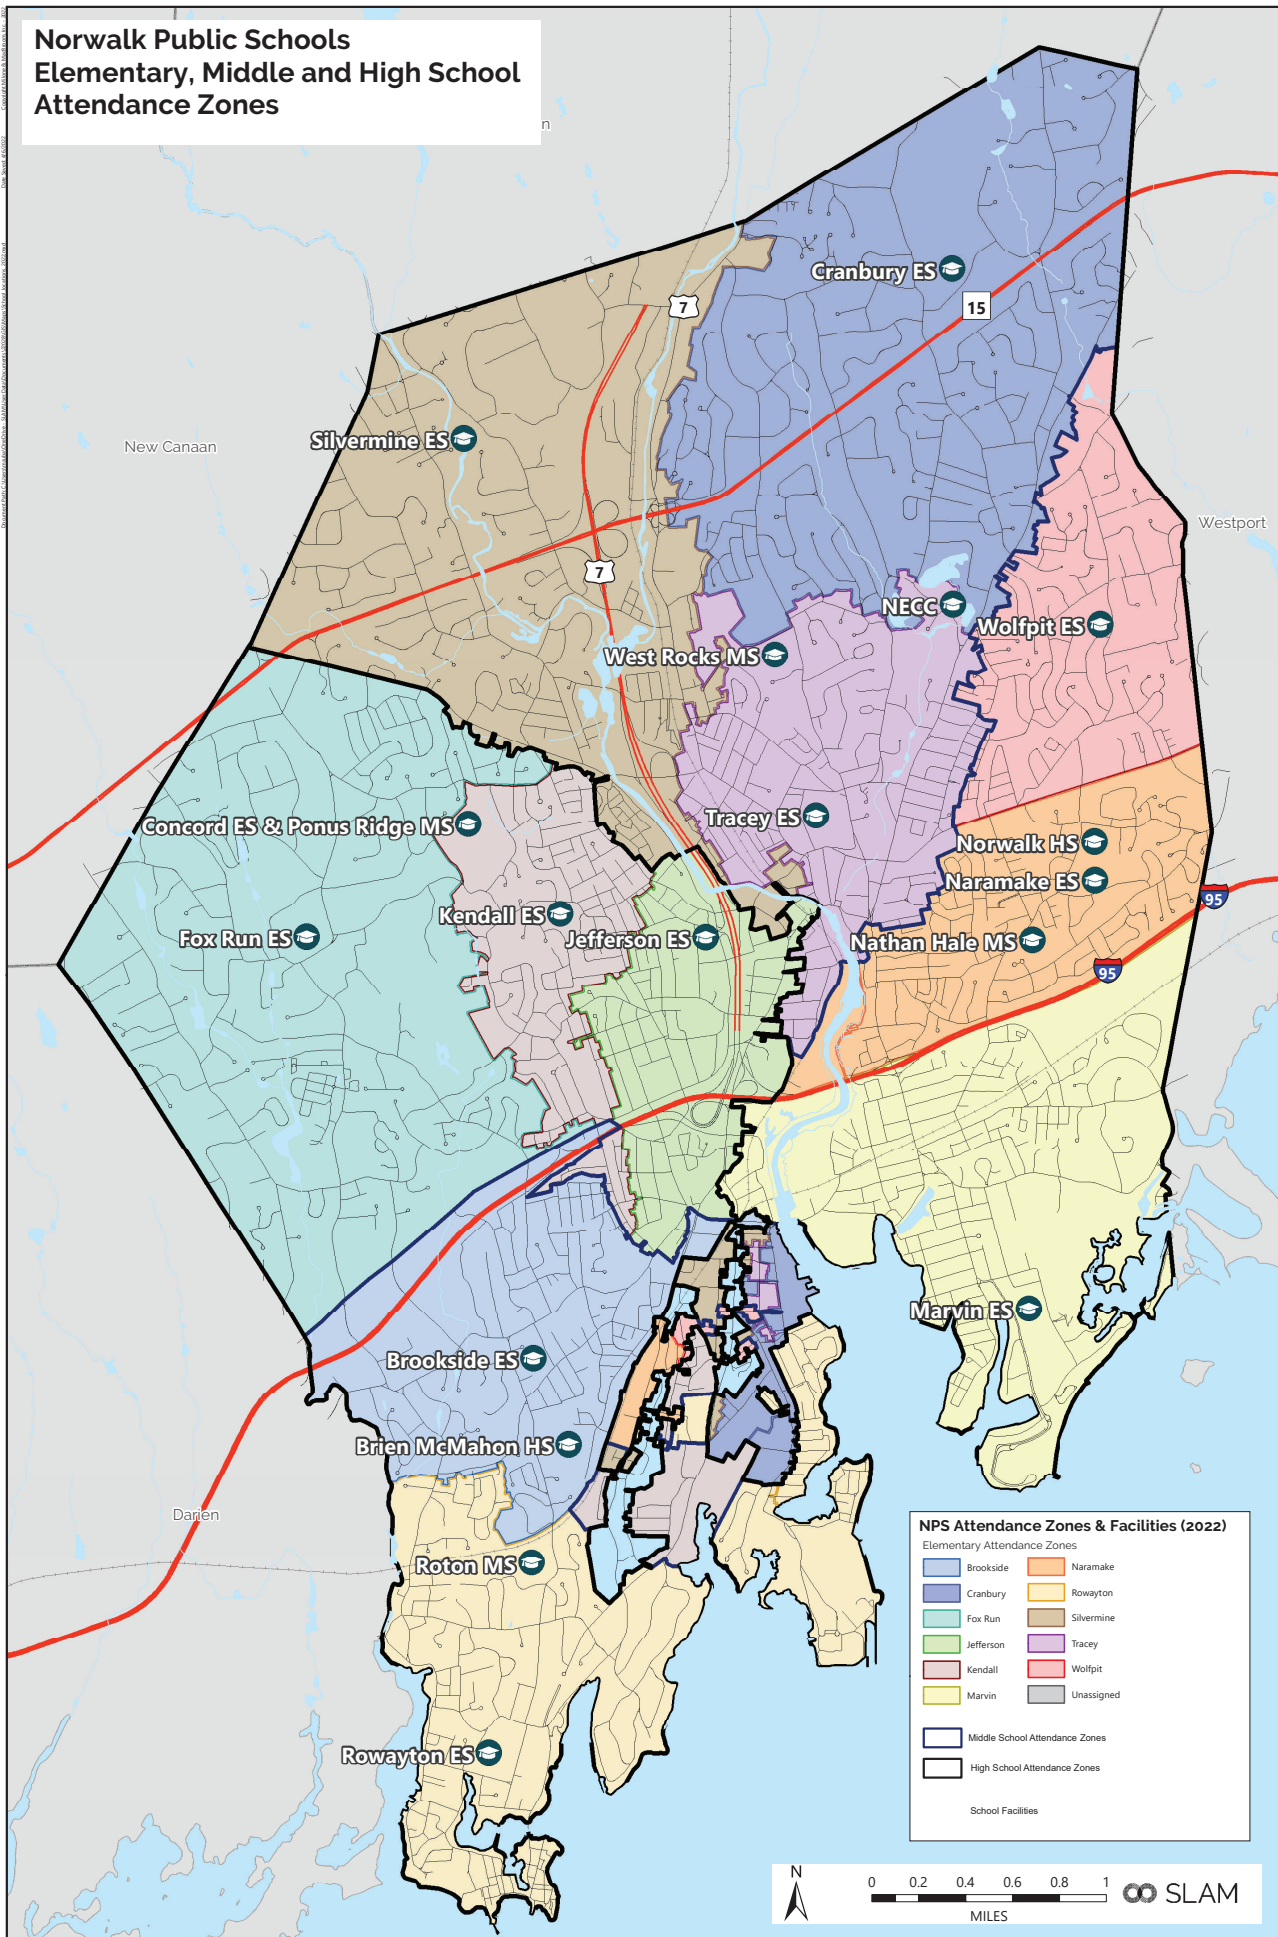 Norwalk Public Schools
Elementary, Middle and High School
Attendance Zones
n
Cranbury ES
7
15
Silvermine ES
New Canaan
Westport
7
NECC
Wolfpit ES
West Rocks MS
Concord ES & Ponus Ridge MS
Tracey ES
Norwalk HS
Naramake ES
95
Kendall ES
Fox Run ES
Jefferson ES
Nathan Hale MS
95
Marvin ES
Brookside ES
Brien McMahon HS
Darien
Roton MS
Rowayton ES
NPS Attendance Zones & Facilities (2022)
Elementary Attendance Zones
Brookside
Naramake
Cranbury
Rowayton
Fox Run
Silvermine
Jefferson
Tracey
Kendall
Wolfpit
Marvin
Unassigned
Middle School Attendance Zones
High School Attendance Zones
School Facilities
N
0 0.2 0.4 0.6 0.8 1
MILES
SLAM